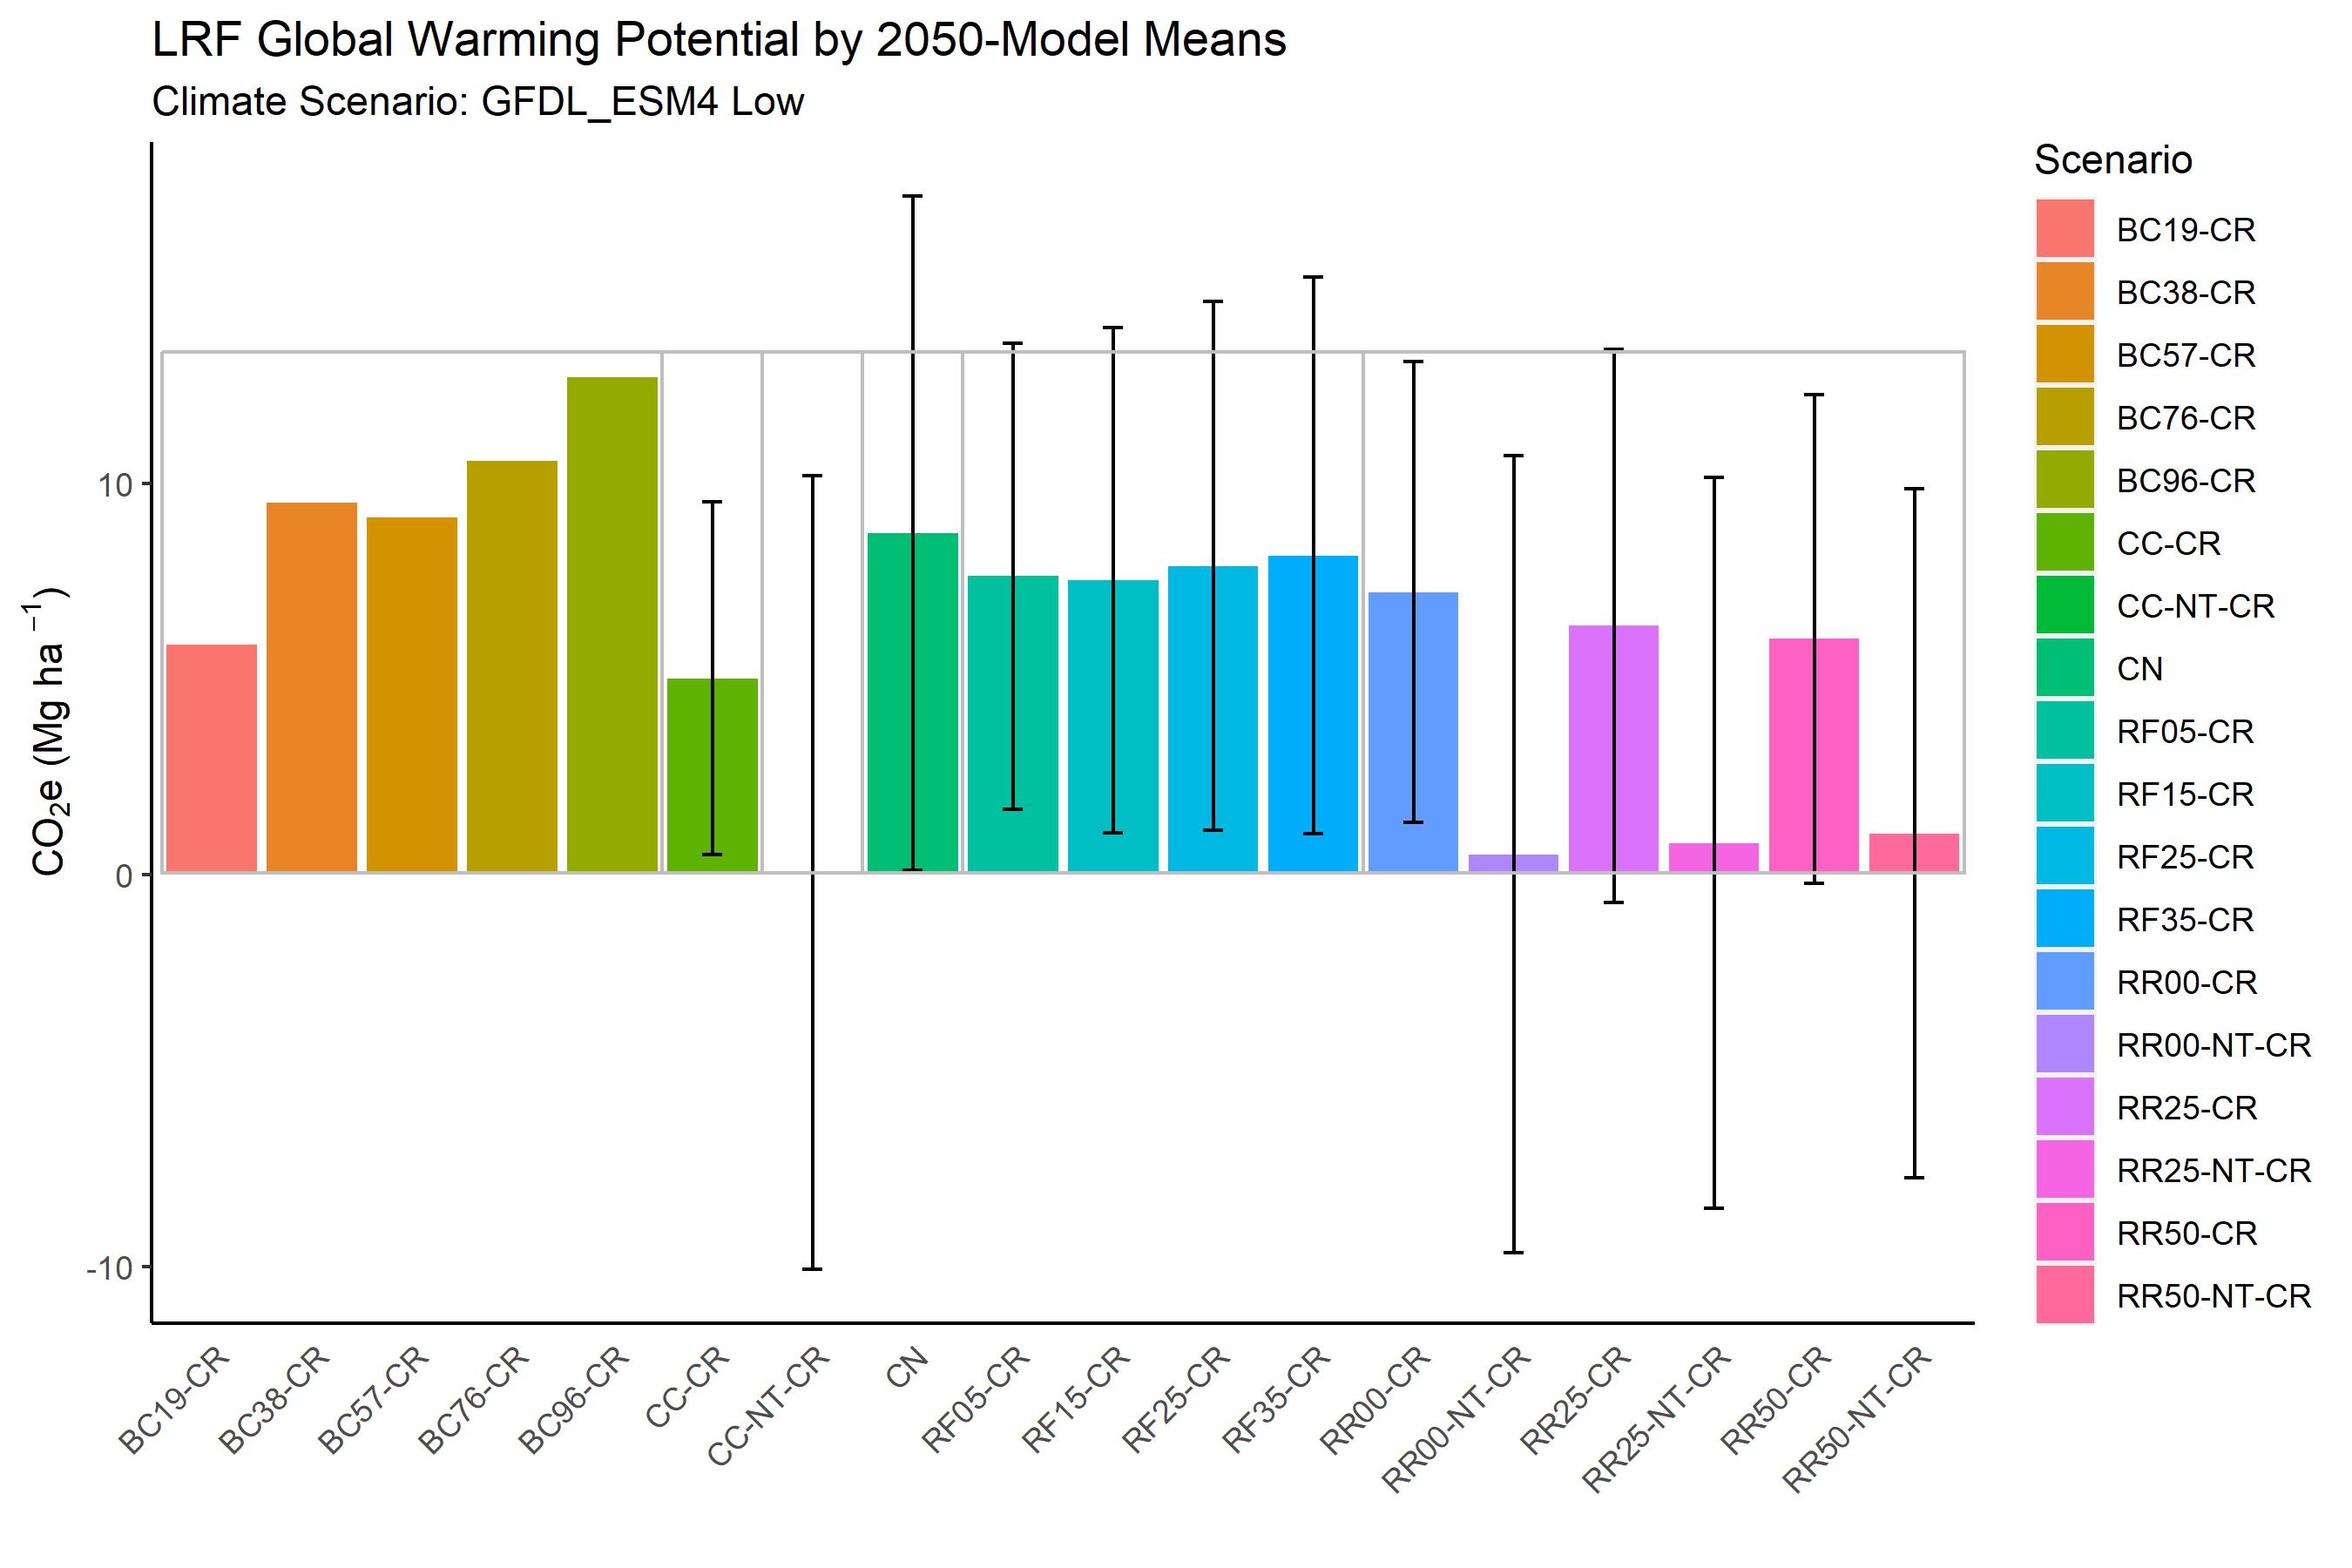 LRF Global Warming Potential by 2050-Model Means
Climate Scenario: GFDL_ESM4 Low
CO₂e (Mg ha ⁻¹)
10
0
-10
BC19-CR
BC38-CR
BC57-CR
BC76-CR
BC96-CR
CC-CR
CC-NT-CR
CN
RF05-CR
RF15-CR
RF25-CR
RF35-CR
RR00-CR
RR00-NT-CR
RR25-CR
RR25-NT-CR
RR50-CR
RR50-NT-CR
Scenario
BC19-CR
BC38-CR
BC57-CR
BC76-CR
BC96-CR
CC-CR
CC-NT-CR
CN
RF05-CR
RF15-CR
RF25-CR
RF35-CR
RR00-CR
RR00-NT-CR
RR25-CR
RR25-NT-CR
RR50-CR
RR50-NT-CR